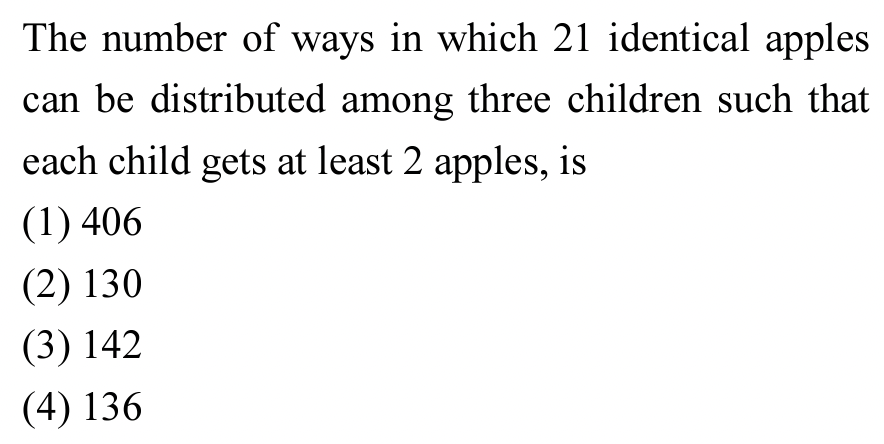 The number of ways in which 21 identical apples
can be distributed among three children such that
each child gets at least 2 apples, is
(1) 406
(2) 130
(3) 142
(4) 136